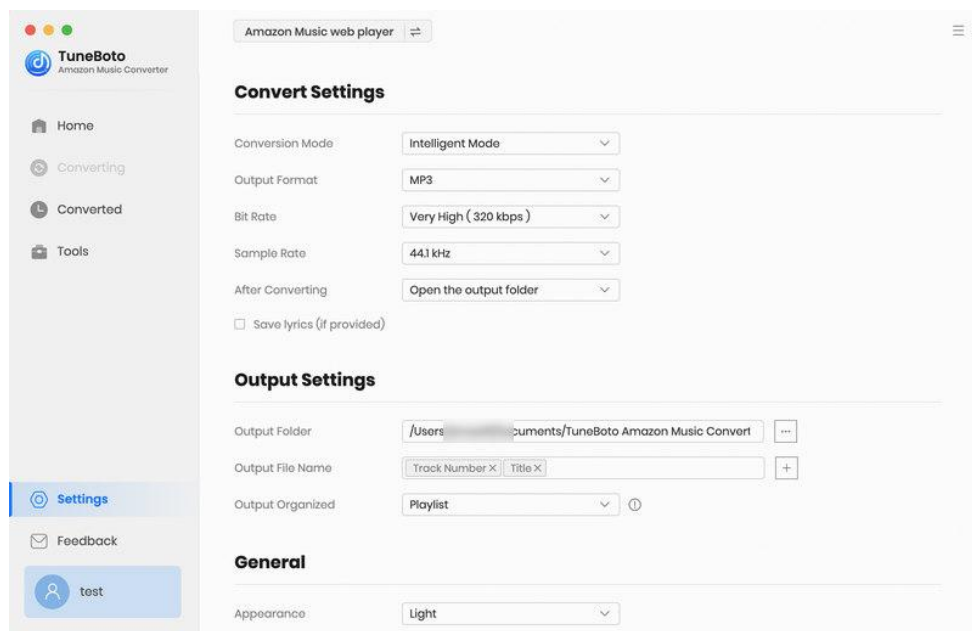 Amazon Music web player
TuneBoto
Amazon Music Converter
Home
Converting
Converted
Tools
Settings
Feedback
test
Convert Settings
Conversion Mode Intelligent Mode
Output Format MP3
Bit Rate Very High ( 320 kbps )
Sample Rate 44.1 kHz
After Converting Open the output folder
Save lyrics (if provided)
Output Settings
Output Folder /Users cuments/TuneBoto Amazon Music Convert
Output File Name Track Number × Title ×
Output Organized Playlist
General
Appearance Light